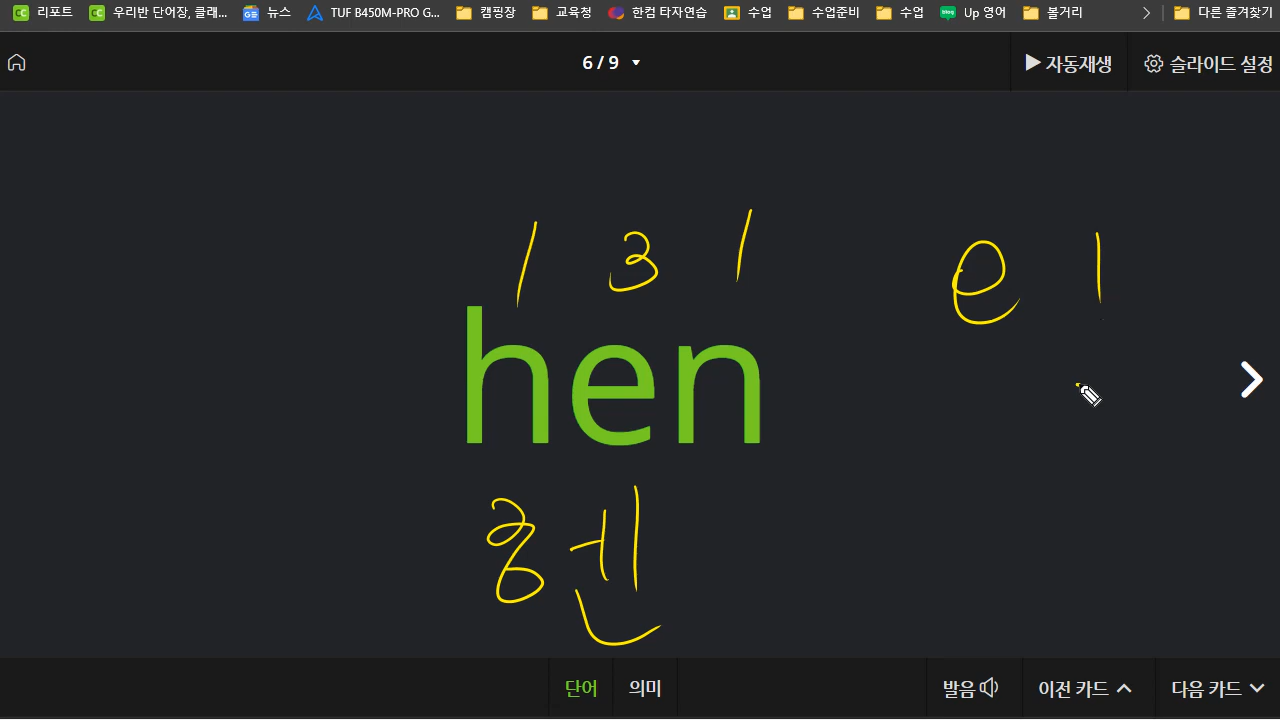 리포트 우리반 단어장, 클래... 뉴스 TUF B450M-PRO G... 캠핑장 교육청 한컴 타자연습 수업 수업준비 수업 Up 영어 볼거리 다른 즐겨찾기
6 / 9 자동재생 슬라이드 설정
1 3 1 e 1
hen
헨
단어 의미 발음 이전 카드 다음 카드